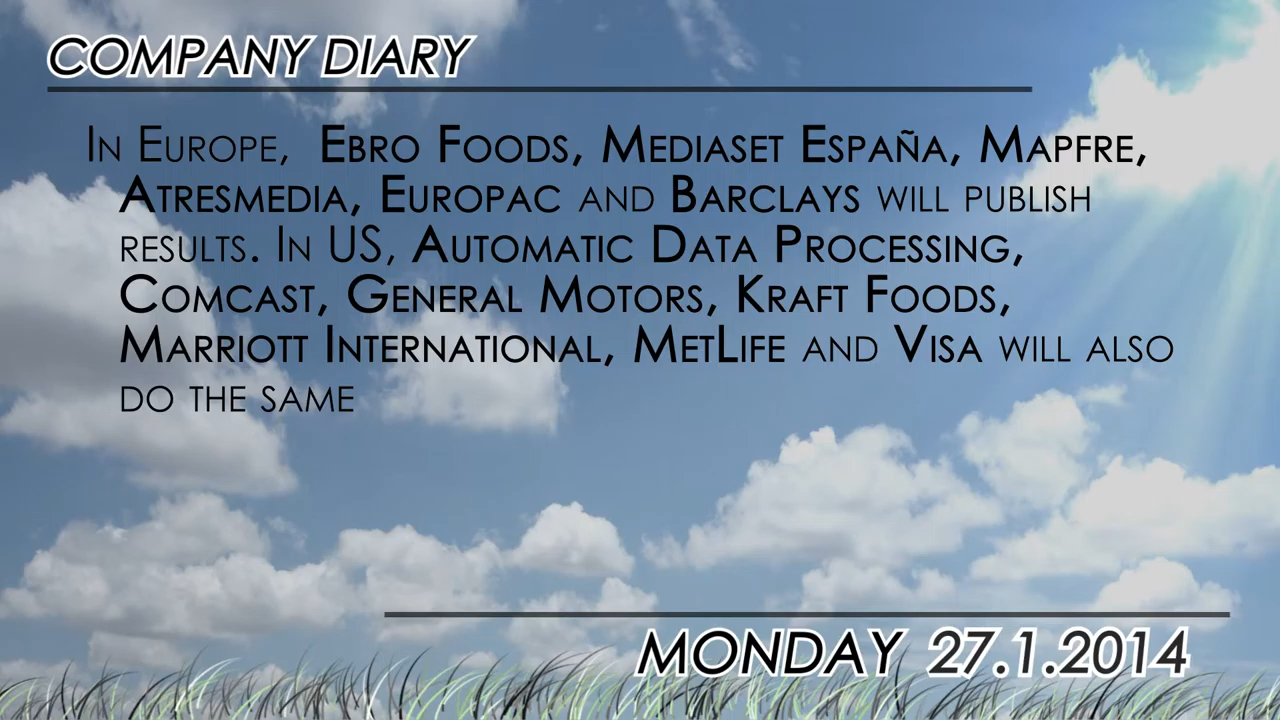 COMPANY DIARY
In Europe, Ebro Foods, Mediaset España, Mapfre,
Atresmedia, Europac and Barclays will publish
results. In US, Automatic Data Processing,
Comcast, General Motors, Kraft Foods,
Marriott International, MetLife and Visa will also
do the same
MONDAY 27.1.2014